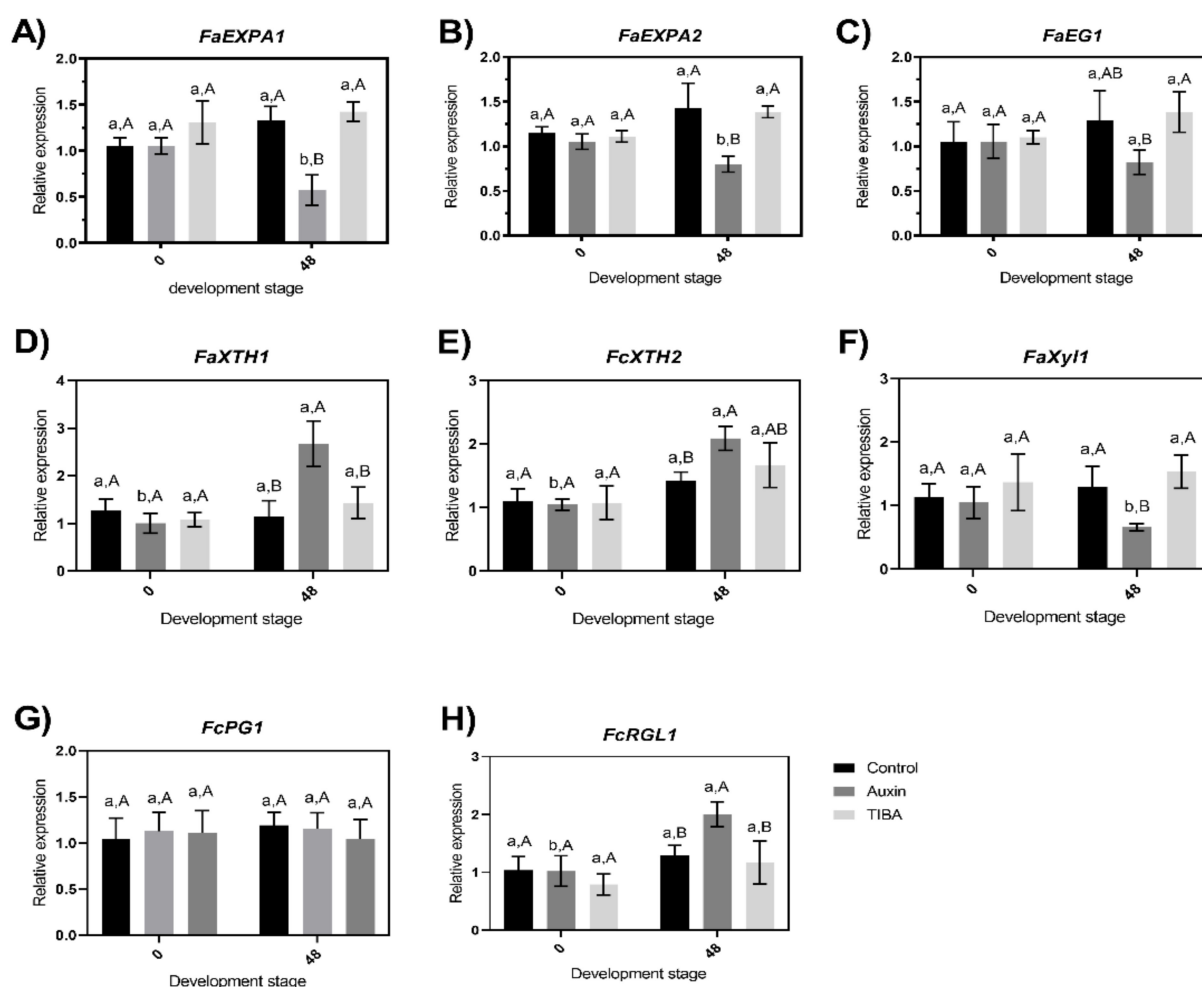 A)
FaEXPA1
Relative expression
2.0
1.5
1.0
0.5
0.0
a,A a,A a,A a,A b,B a,A
0 48
development stage
B)
FaEXPA2
Relative expression
2.0
1.5
1.0
0.5
0.0
a,A a,A a,A a,A b,B a,A
0 48
Development stage
C)
FaEG1
Relative expression
2.0
1.5
1.0
0.5
0.0
a,A a,A a,A a,AB a,B a,A
0 48
Development stage
D)
FaXTH1
Relative expression
4
3
2
1
0
a,A b,A a,A a,B a,A a,B
0 48
Development stage
E)
FcXTH2
Relative expression
3
2
1
0
a,A b,A a,A a,B a,A a,AB
0 48
Development stage
F)
FaXyl1
Relative expression
3
2
1
0
a,A a,A a,A a,A b,B a,A
0 48
Development stage
G)
FcPG1
Relative expression
2.0
1.5
1.0
0.5
0.0
a,A a,A a,A a,A a,A a,A
0 48
Development stage
H)
FcRGL1
Relative expression
3
2
1
0
a,A b,A a,A a,B a,A a,B
0 48
Development stage
Control
Auxin
TIBA